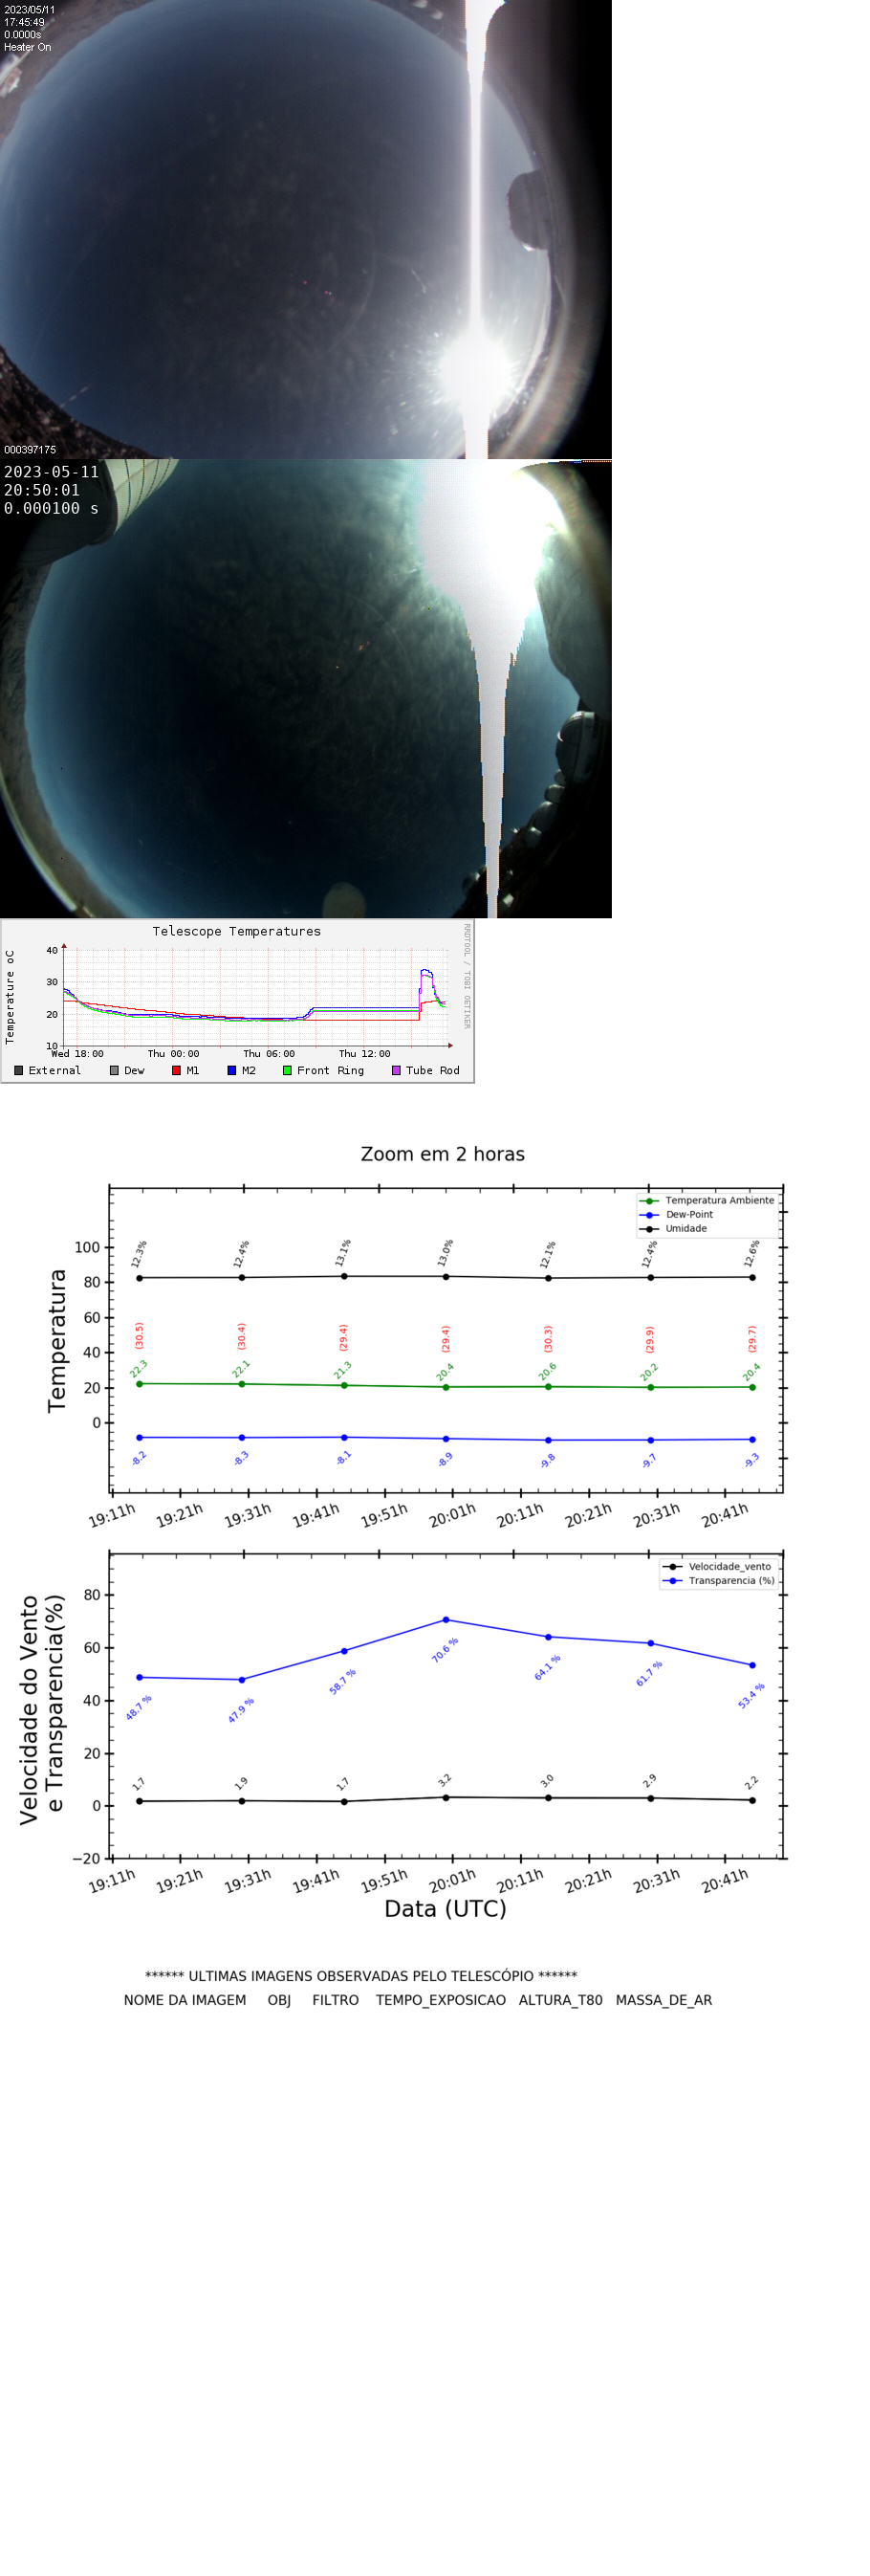 2023/05/11
17:45:49
0.0000s
Heater On
000397175
2023-05-11
20:50:01
0.000100 s
Telescope Temperatures
RRDTOOL / TOBI OETIKER
Temperature oC
40
30
20
10
Wed 18:00 Thu 00:00 Thu 06:00 Thu 12:00
External Dew M1 M2 Front Ring Tube Rod
Zoom em 2 horas
Temperatura
Temperatura Ambiente
Dew-Point
Umidade
12.3% 12.4% 13.1% 13.0% 12.1% 12.4% 12.6%
100
80
60
40
20
0
(30.5) (30.4) (29.4) (29.4) (30.3) (29.9) (29.7)
22.3 22.1 21.3 20.4 20.6 20.2 20.4
-8.2 -8.3 -8.1 -8.9 -9.8 -9.7 -9.3
19:11h 19:21h 19:31h 19:41h 19:51h 20:01h 20:11h 20:21h 20:31h 20:41h
Velocidade do Vento
e Transparencia(%)
Velocidade_vento
Transparencia (%)
80
60
40
20
0
−20
48.7 % 47.9 % 58.7 % 70.6 % 64.1 % 61.7 % 53.4 %
1.7 1.9 1.7 3.2 3.0 2.9 2.2
19:11h 19:21h 19:31h 19:41h 19:51h 20:01h 20:11h 20:21h 20:31h 20:41h
Data (UTC)
****** ULTIMAS IMAGENS OBSERVADAS PELO TELESCÓPIO ******
NOME DA IMAGEM OBJ FILTRO TEMPO_EXPOSICAO ALTURA_T80 MASSA_DE_AR